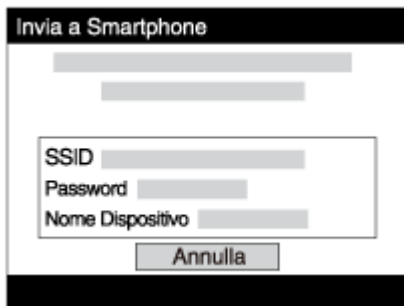 Invia a Smartphone
SSID
Password
Nome Dispositivo
Annulla